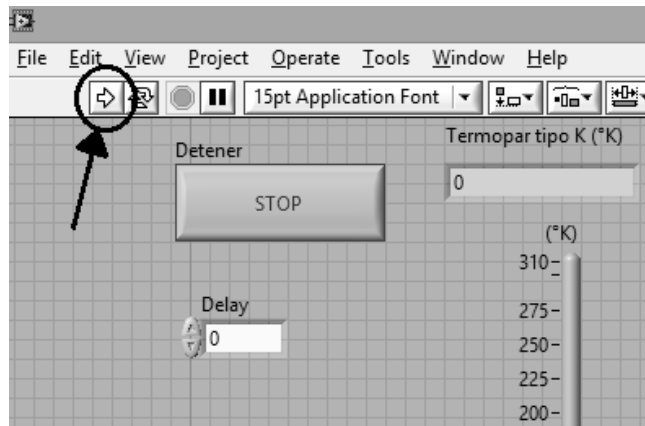 File Edit View Project Operate Tools Window Help
15pt Application Font
Detener
STOP
Termopar tipo K (°K)
0
(°K)
310
275
250
225
200
Delay
0